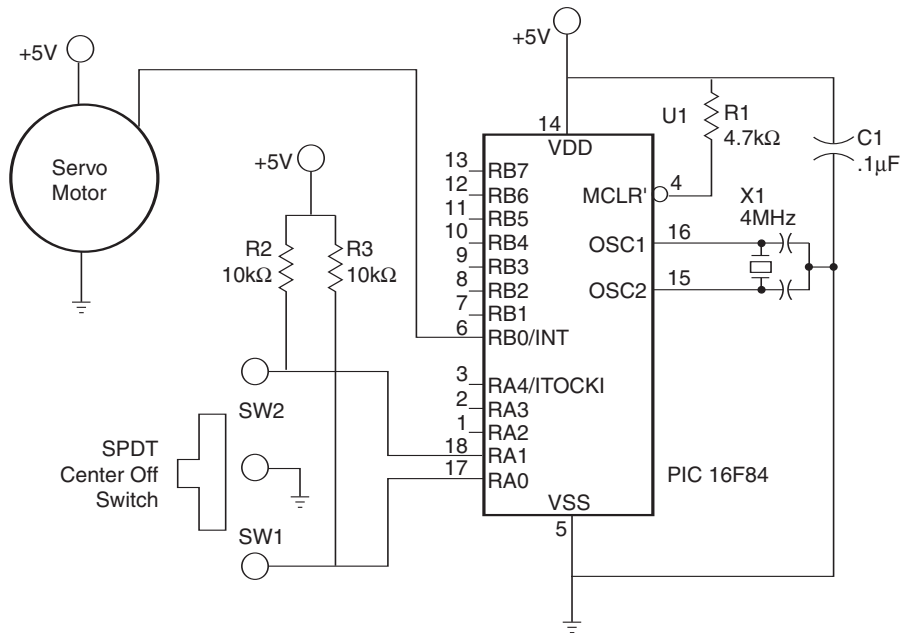 +5V
Servo
Motor
+5V
R2
10kΩ
R3
10kΩ
SW2
SPDT
Center Off
Switch
SW1
+5V
14
VDD
U1
R1
4.7kΩ
C1
.1µF
13
RB7
12
RB6
11
RB5
10
RB4
9
RB3
8
RB2
7
RB1
6
RB0/INT
3
RA4/ITOCKI
2
RA3
1
RA2
18
RA1
17
RA0
MCLR'
4
X1
4MHz
OSC1
16
OSC2
15
PIC 16F84
VSS
5